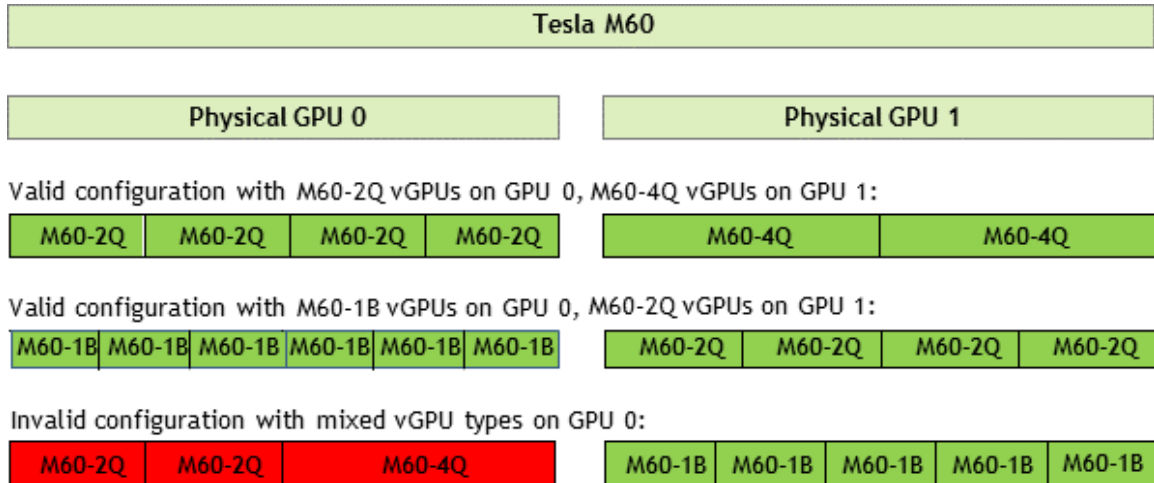 Tesla M60
Physical GPU 0 Physical GPU 1
Valid configuration with M60-2Q vGPUs on GPU 0, M60-4Q vGPUs on GPU 1:
M60-2Q M60-2Q M60-2Q M60-2Q M60-4Q M60-4Q
Valid configuration with M60-1B vGPUs on GPU 0, M60-2Q vGPUs on GPU 1:
M60-1B M60-1B M60-1B M60-1B M60-1B M60-1B M60-2Q M60-2Q M60-2Q M60-2Q
Invalid configuration with mixed vGPU types on GPU 0:
M60-2Q M60-2Q M60-4Q M60-1B M60-1B M60-1B M60-1B M60-1B